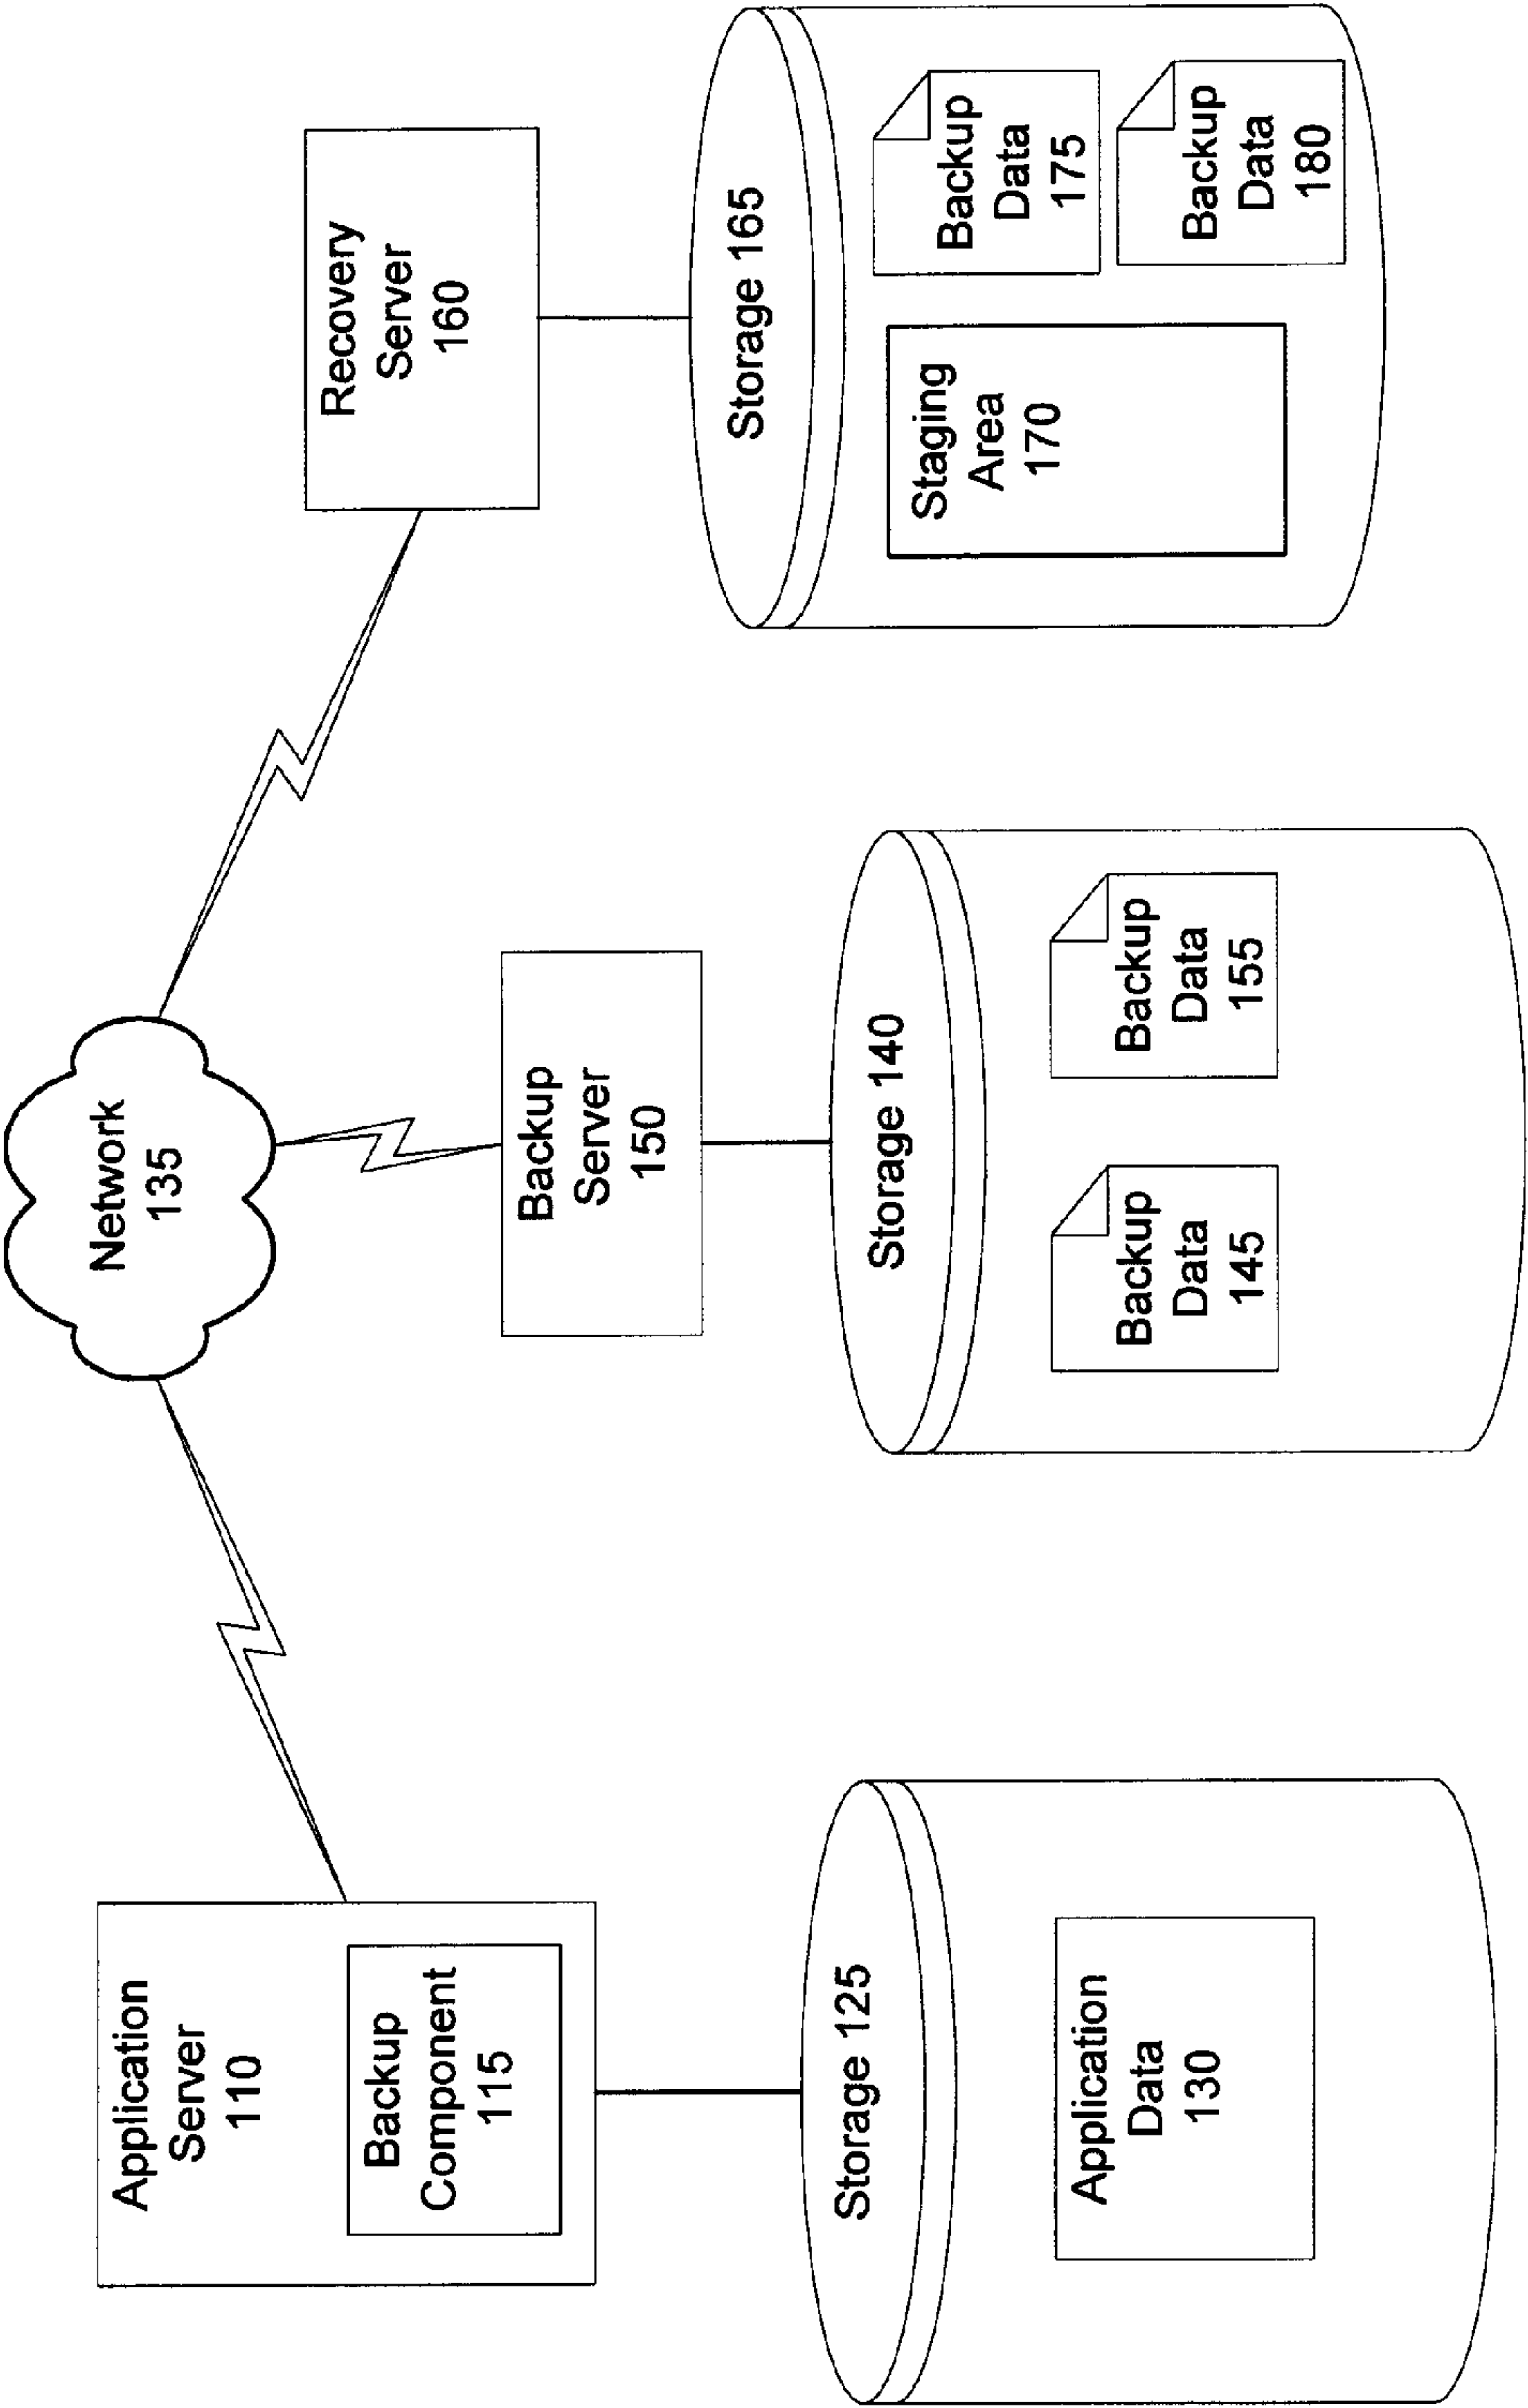 Network
135
Application
Server
110
Backup
Component
115
Storage 125
Application
Data
130
Backup
Server
150
Storage 140
Backup
Data
145
Backup
Data
155
Recovery
Server
160
Storage 165
Staging
Area
170
Backup
Data
175
Backup
Data
180